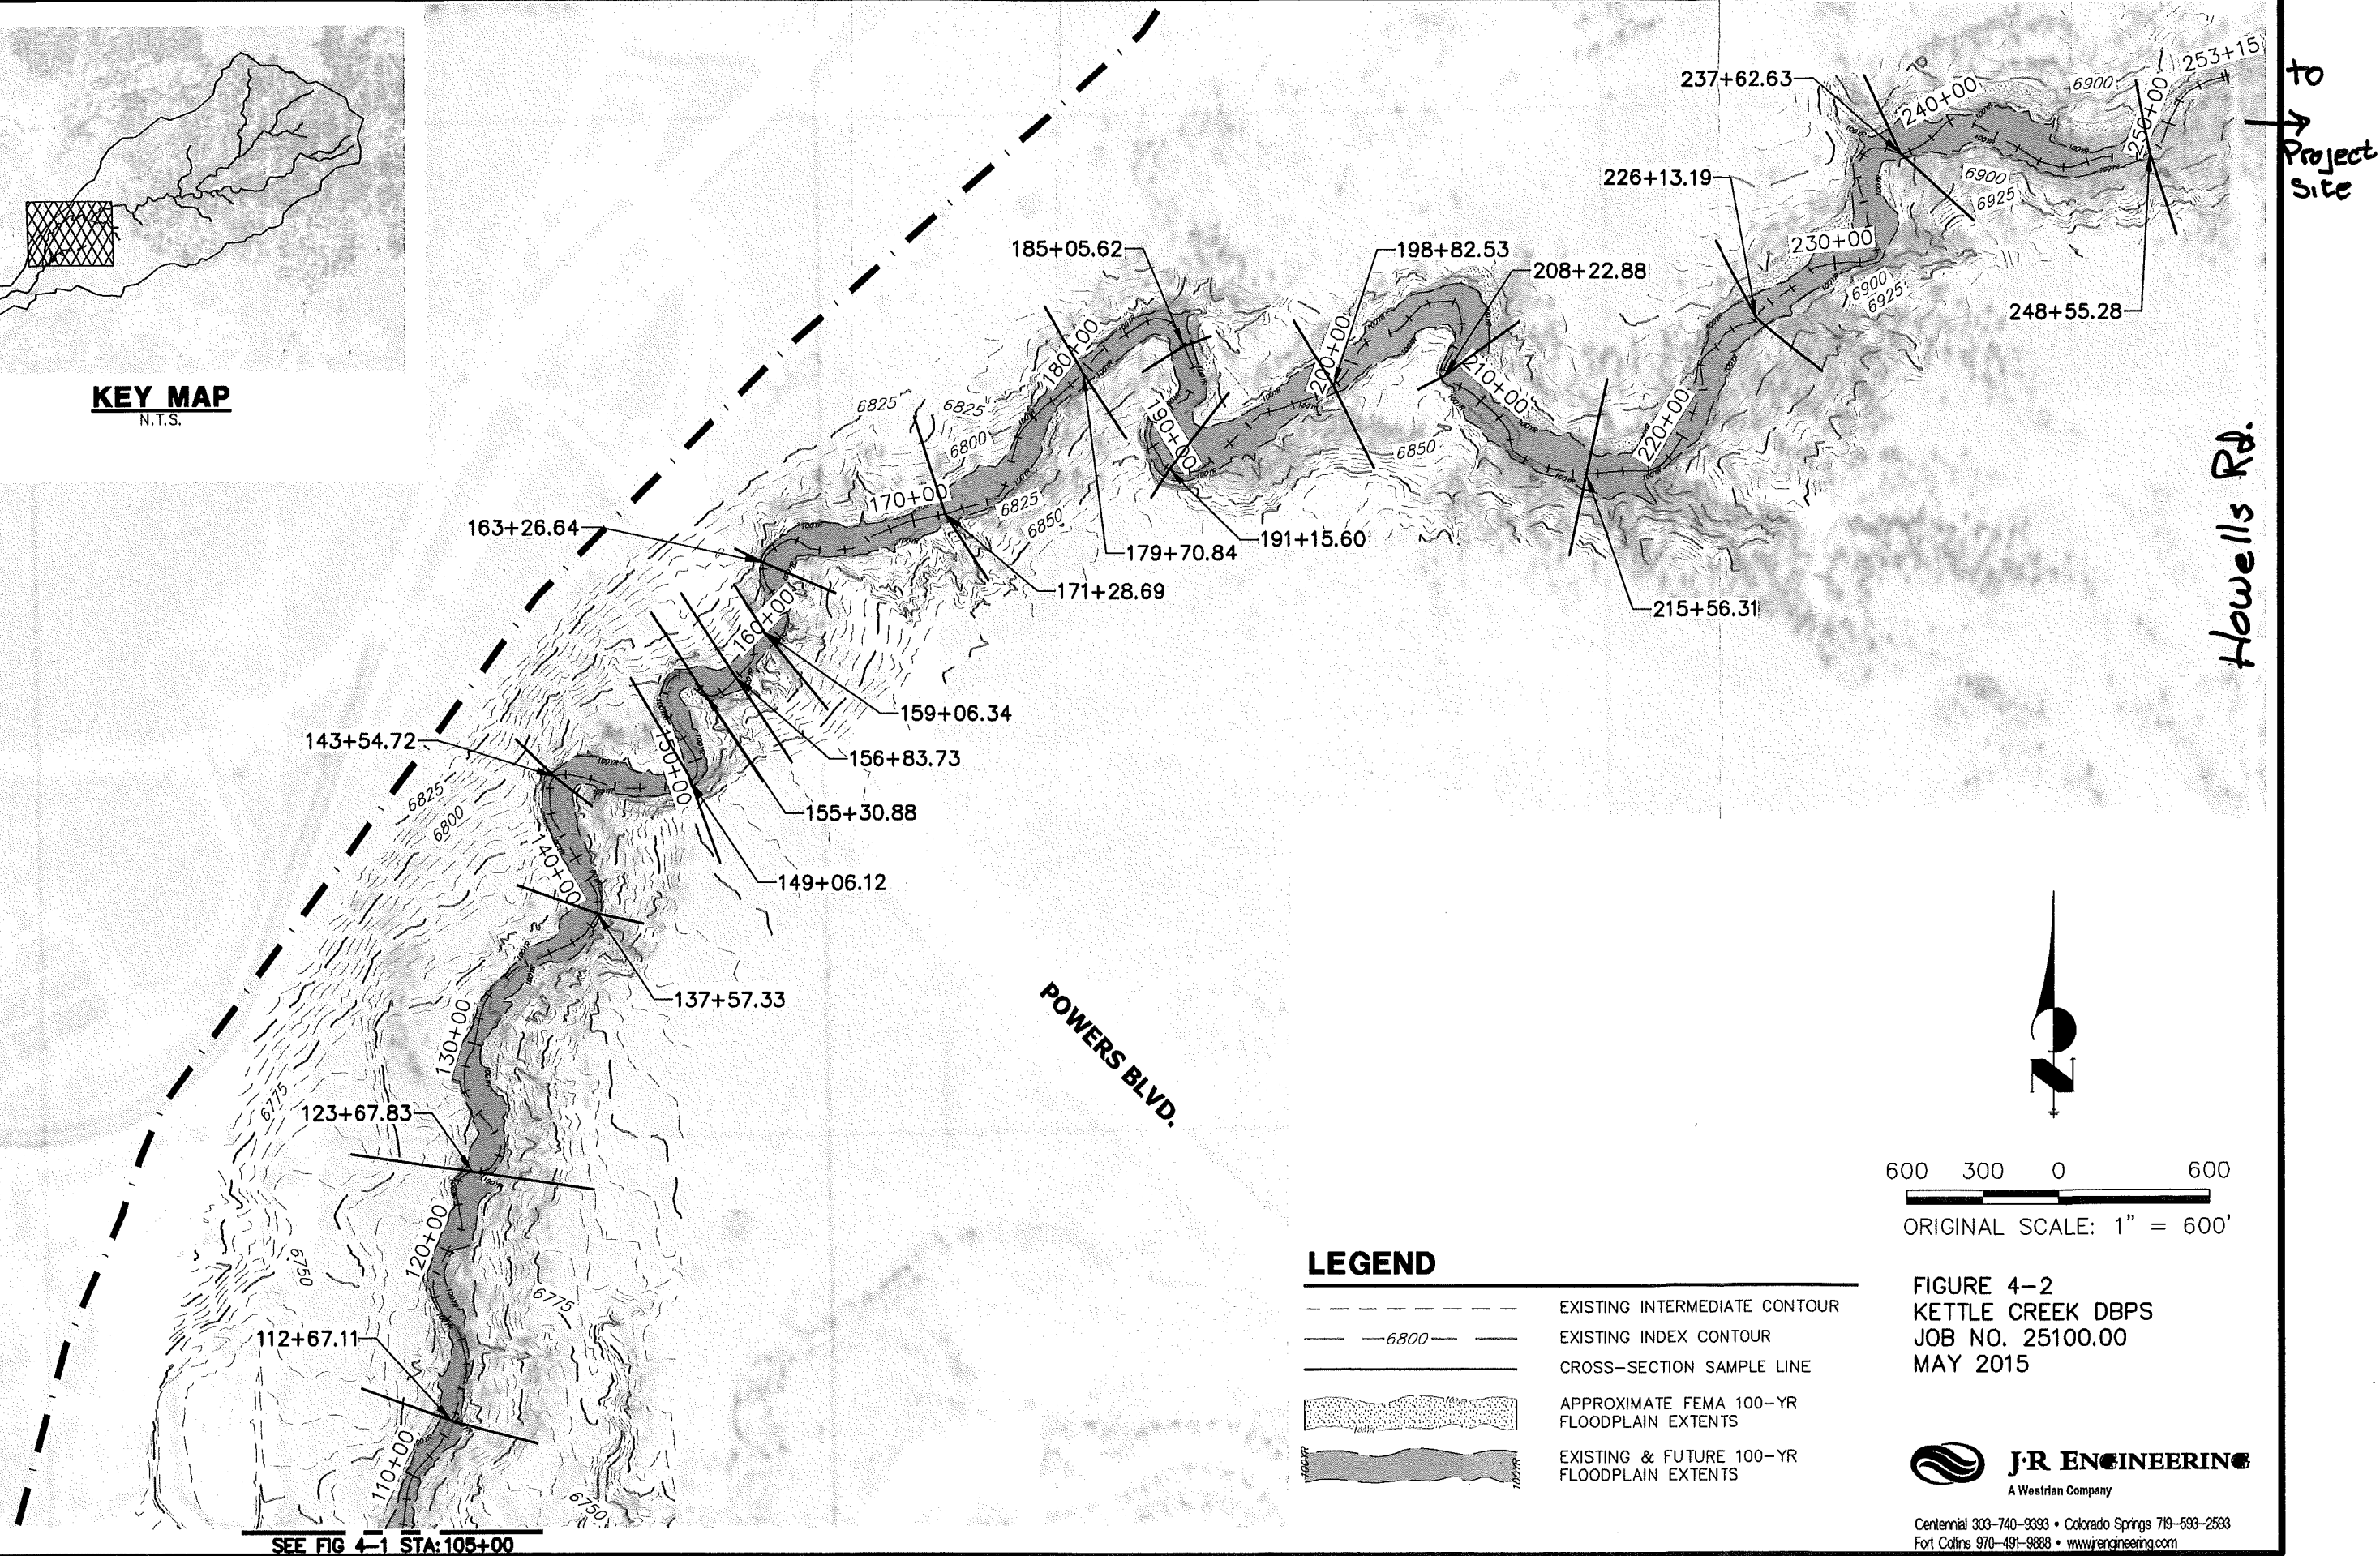 KEY MAP
N.T.S.
253+15
to
Project
Site
237+62.63
240+00
6900
250+00
226+13.19
6900
6925
230+00
6900
6925
248+55.28
185+05.62
198+82.53
208+22.88
180+00
200+00
210+00
190+00
220+00
6850
6825
6825
6800
170+00
6825
6850
163+26.64
179+70.84
191+15.60
171+28.69
215+56.31
Howells Rd.
160+00
159+06.34
143+54.72
150+00
156+83.73
155+30.88
6825
6800
140+00
149+06.12
137+57.33
130+00
POWERS BLVD.
6775
123+67.83
120+00
6750
6775
112+67.11
110+00
6750
SEE FIG 4-1 STA:105+00
N
600 300 0 600
ORIGINAL SCALE: 1" = 600'
LEGEND
EXISTING INTERMEDIATE CONTOUR
6800
EXISTING INDEX CONTOUR
CROSS-SECTION SAMPLE LINE
100YR
APPROXIMATE FEMA 100-YR
FLOODPLAIN EXTENTS
100YR
EXISTING & FUTURE 100-YR
FLOODPLAIN EXTENTS
FIGURE 4-2
KETTLE CREEK DBPS
JOB NO. 25100.00
MAY 2015
J·R ENGINEERING
A Westrian Company
Centennial 303-740-9393 • Colorado Springs 719-593-2593
Fort Collins 970-491-9888 • www.jrengineering.com